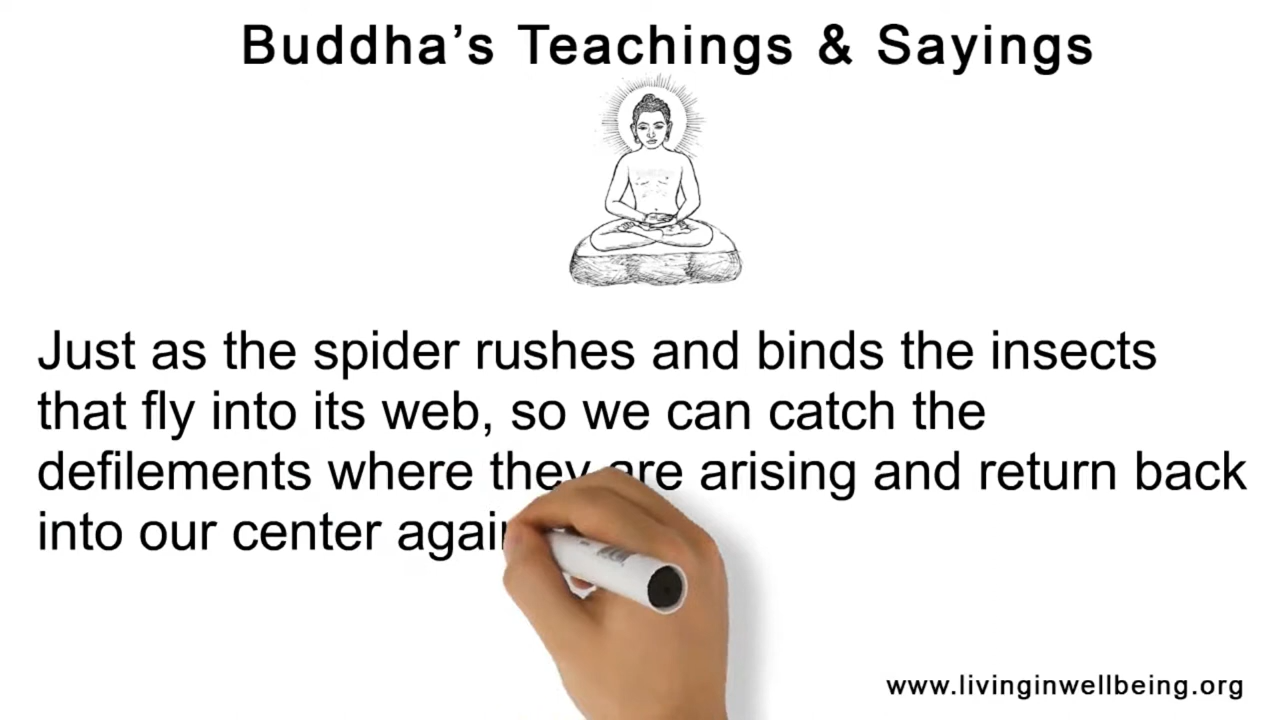 Buddha’s Teachings & Sayings
Just as the spider rushes and binds the insects
that fly into its web, so we can catch the
defilements where they are arising and return back
into our center again
www.livinginwellbeing.org